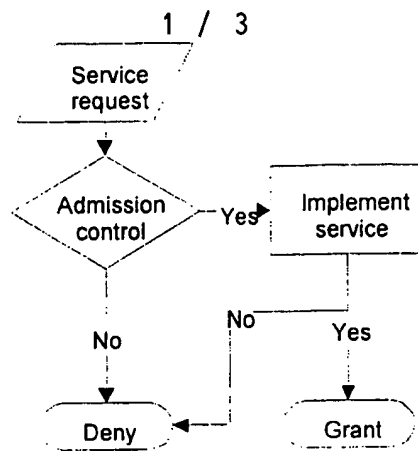 1 / 3
Service
request
Admission
control
Yes
Implement
service
No
No
Yes
Deny
Grant